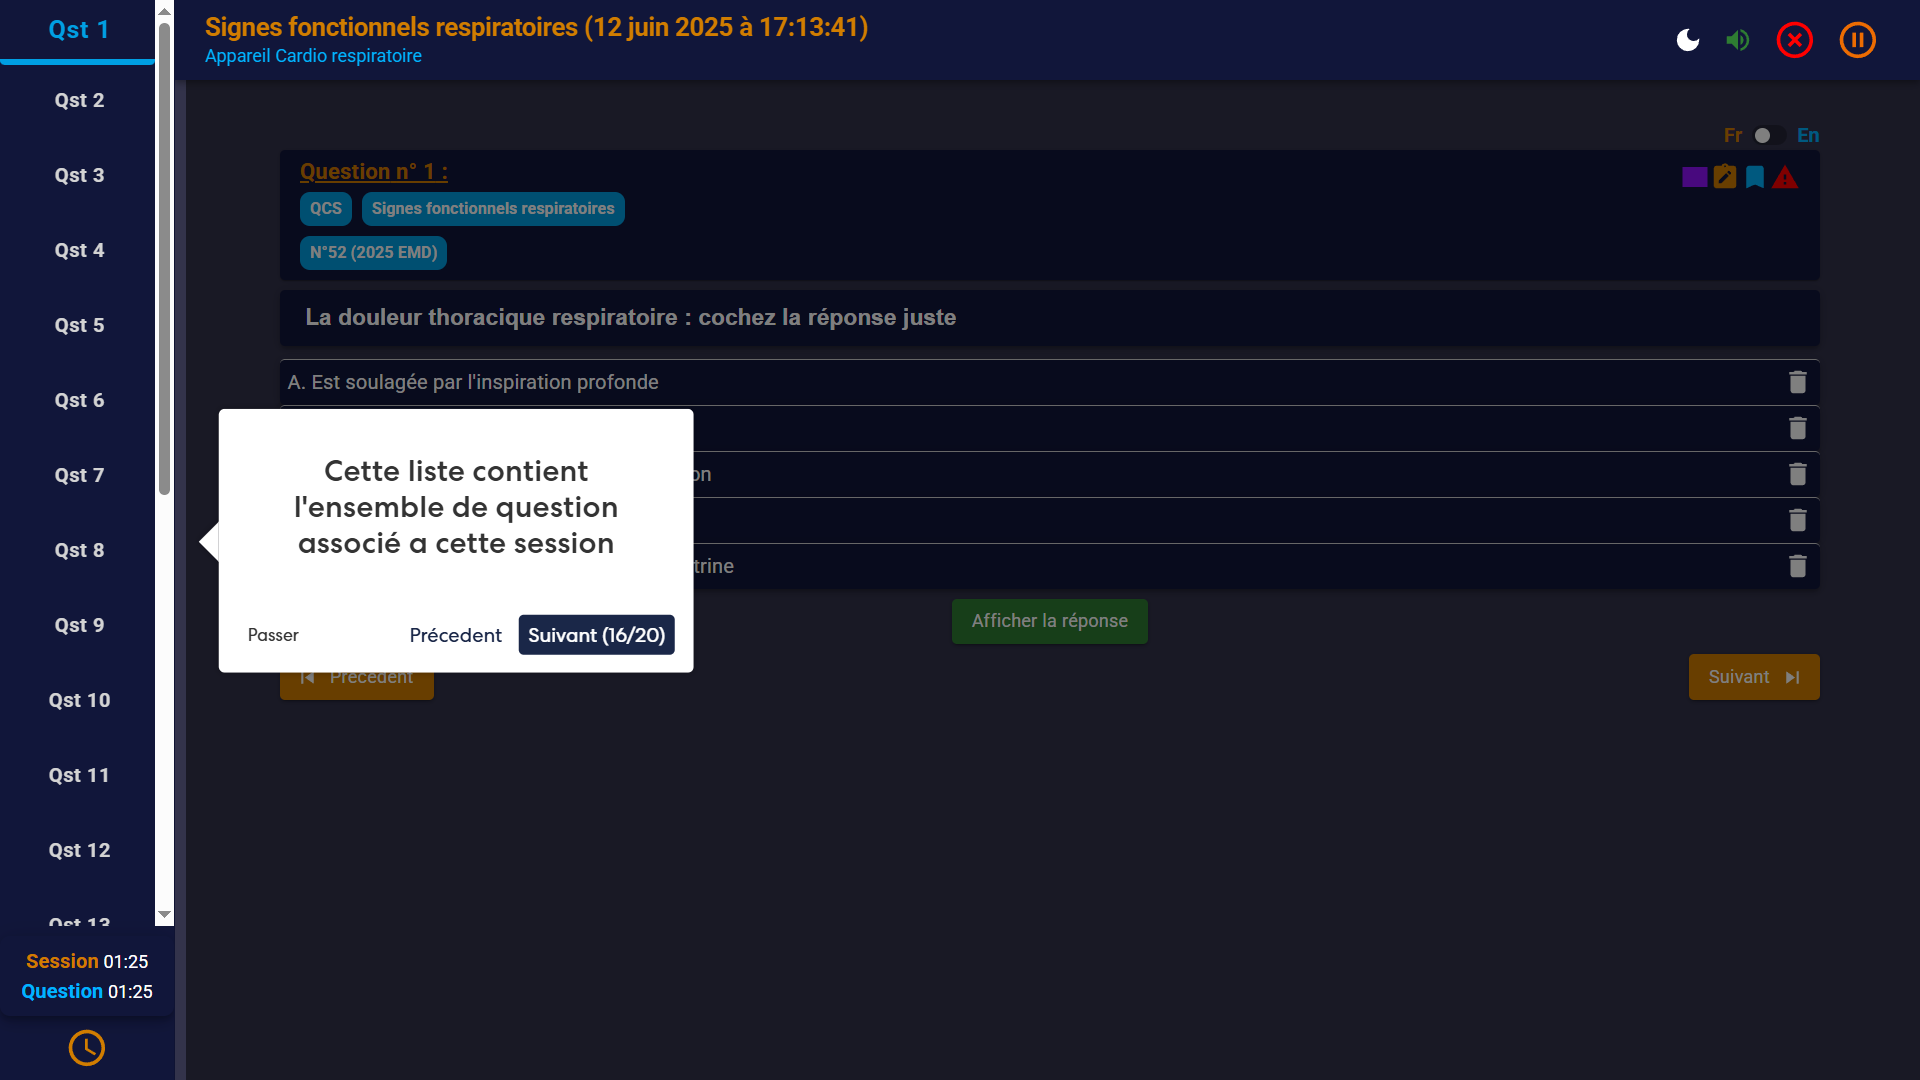 Qst 1
Qst 2
Qst 3
Qst 4
Qst 5
Qst 6
Qst 7
Qst 8
Qst 9
Qst 10
Qst 11
Qst 12
Qst 13
Session 01:25
Question 01:25
Signes fonctionnels respiratoires (12 juin 2025 à 17:13:41)
Appareil Cardio respiratoire
Fr En
Question n° 1 :
QCS Signes fonctionnels respiratoires
N°52 (2025 EMD)
La douleur thoracique respiratoire : cochez la réponse juste
A. Est soulagée par l'inspiration profonde
Cette liste contient
l'ensemble de question
associé a cette session
Passer Précedent Suivant (16/20)
Afficher la réponse
Précedent Suivant